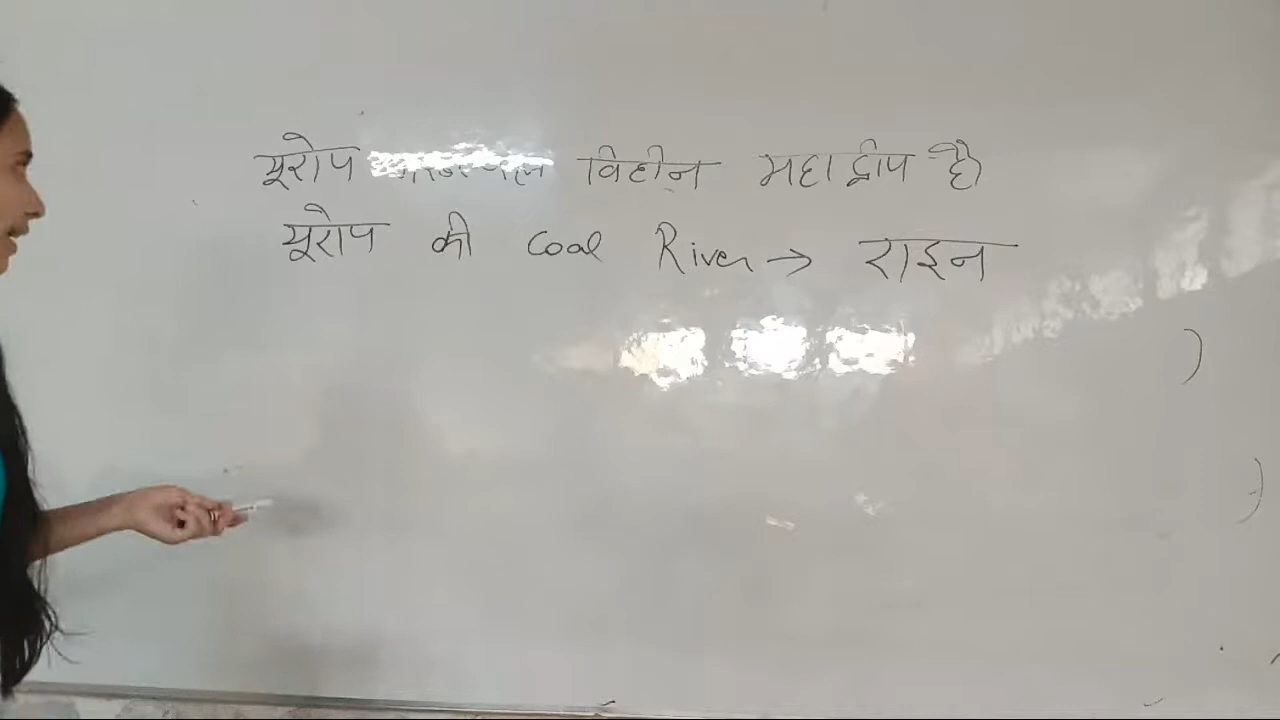 यूरोप विहीन महाद्वीप है
यूरोप की Coal River → राइन